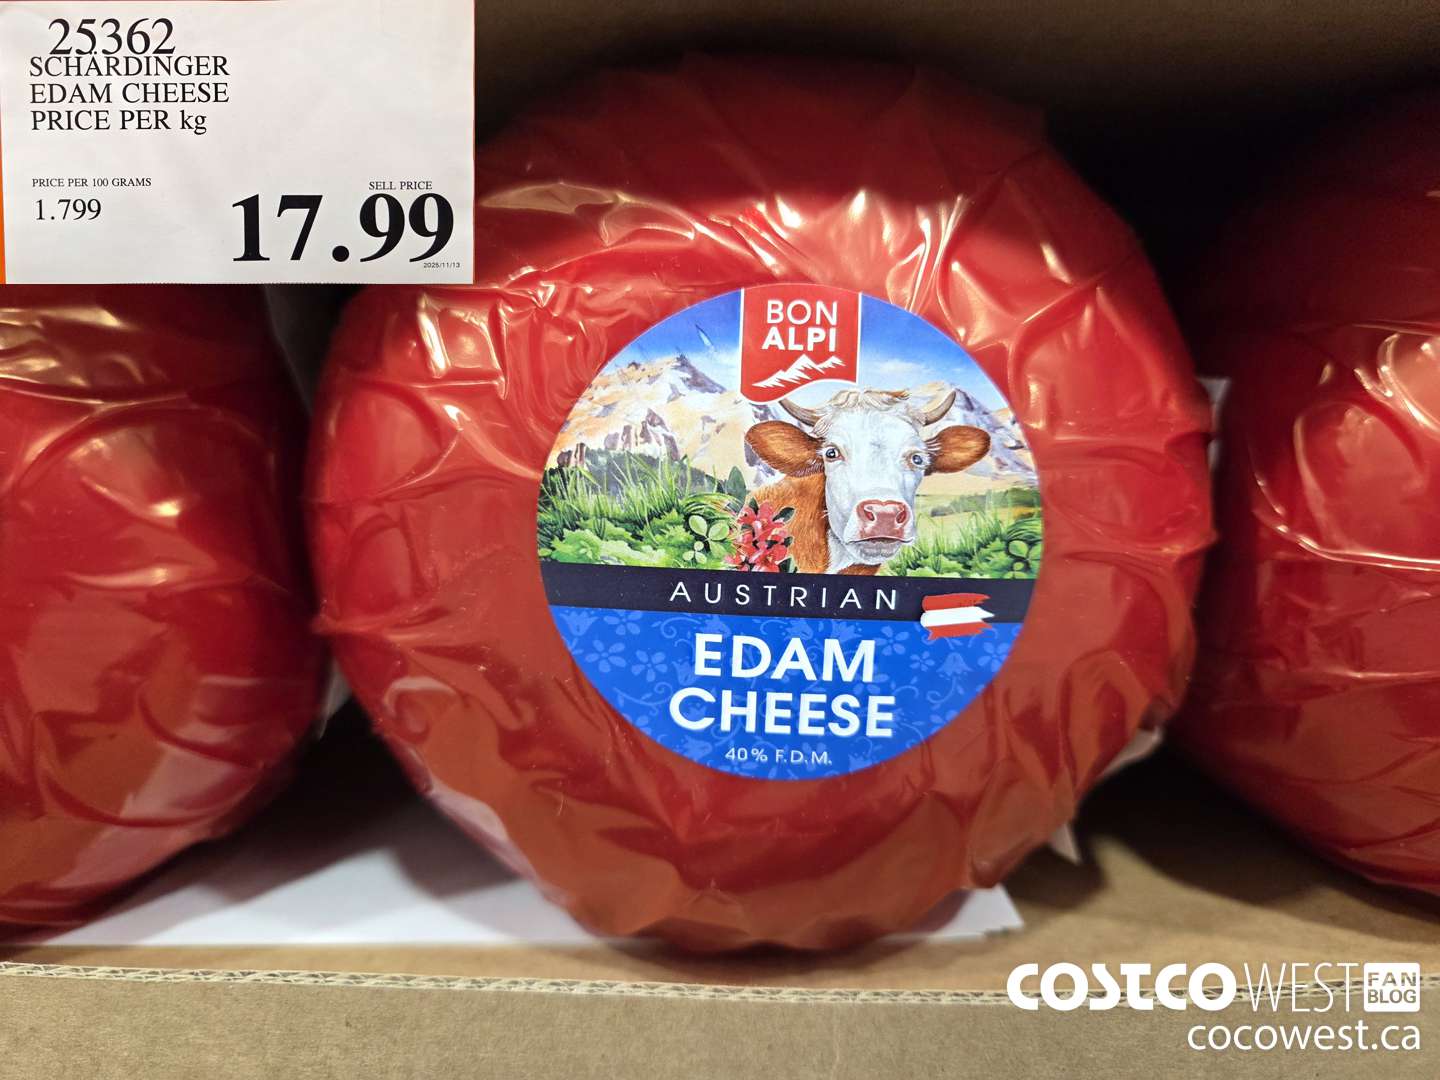 25362
SCHÄRDINGER
EDAM CHEESE
PRICE PER kg
PRICE PER 100 GRAMS
1.799
SELL PRICE
17.99
2025/11/13
BON
ALPI
AUSTRIAN
EDAM
CHEESE
40% F.D.M.
COSTCO WEST FAN BLOG
cocowest.ca